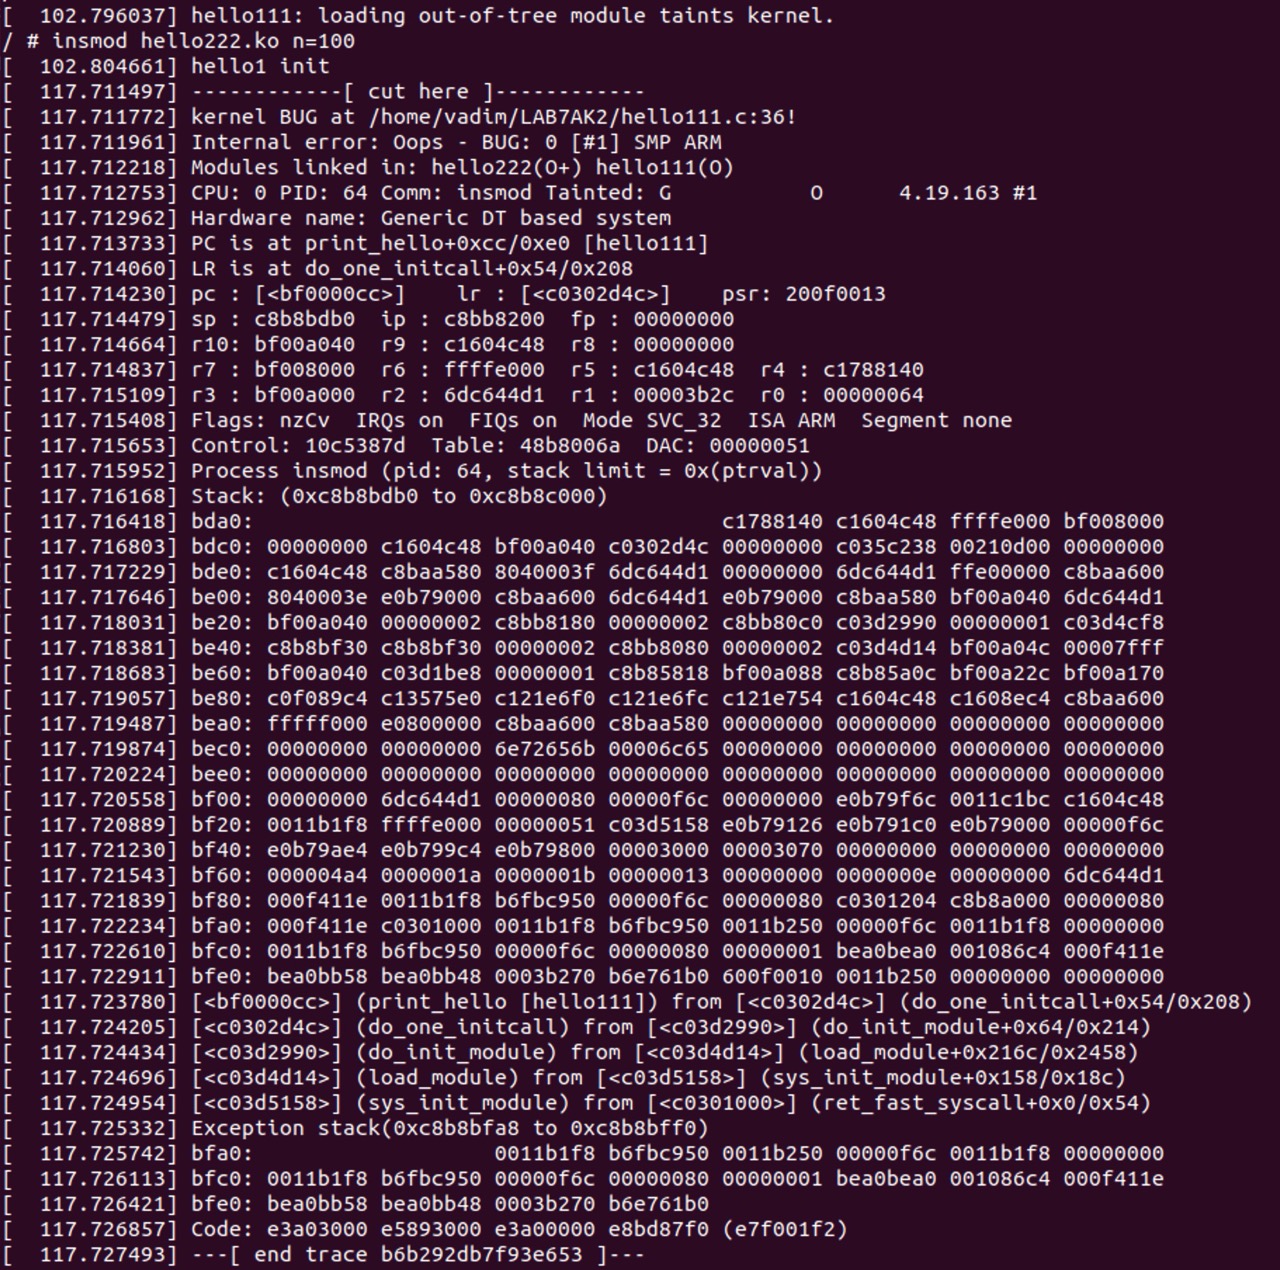 [  102.796037] hello111: loading out-of-tree module taints kernel.
/ # insmod hello222.ko n=100
[  102.804661] hello1 init
[  117.711497] ------------[ cut here ]------------
[  117.711772] kernel BUG at /home/vadim/LAB7AK2/hello111.c:36!
[  117.711961] Internal error: Oops - BUG: 0 [#1] SMP ARM
[  117.712218] Modules linked in: hello222(O+) hello111(O)
[  117.712753] CPU: 0 PID: 64 Comm: insmod Tainted: G           O      4.19.163 #1
[  117.712962] Hardware name: Generic DT based system
[  117.713733] PC is at print_hello+0xcc/0xe0 [hello111]
[  117.714060] LR is at do_one_initcall+0x54/0x208
[  117.714230] pc : [<bf0000cc>]    lr : [<c0302d4c>]    psr: 200f0013
[  117.714479] sp : c8b8bdb0  ip : c8bb8200  fp : 00000000
[  117.714664] r10: bf00a040  r9 : c1604c48  r8 : 00000000
[  117.714837] r7 : bf008000  r6 : ffffe000  r5 : c1604c48  r4 : c1788140
[  117.715109] r3 : bf00a000  r2 : 6dc644d1  r1 : 00003b2c  r0 : 00000064
[  117.715408] Flags: nzCv  IRQs on  FIQs on  Mode SVC_32  ISA ARM  Segment none
[  117.715653] Control: 10c5387d  Table: 48b8006a  DAC: 00000051
[  117.715952] Process insmod (pid: 64, stack limit = 0x(ptrval))
[  117.716168] Stack: (0xc8b8bdb0 to 0xc8b8c000)
[  117.716418] bda0:                                     c1788140 c1604c48 ffffe000 bf008000
[  117.716803] bdc0: 00000000 c1604c48 bf00a040 c0302d4c 00000000 c035c238 00210d00 00000000
[  117.717229] bde0: c1604c48 c8baa580 8040003f 6dc644d1 00000000 6dc644d1 ffe00000 c8baa600
[  117.717646] be00: 8040003e e0b79000 c8baa600 6dc644d1 e0b79000 c8baa580 bf00a040 6dc644d1
[  117.718031] be20: bf00a040 00000002 c8bb8180 00000002 c8bb80c0 c03d2990 00000001 c03d4cf8
[  117.718381] be40: c8b8bf30 c8b8bf30 00000002 c8bb8080 00000002 c03d4d14 bf00a04c 00007fff
[  117.718683] be60: bf00a040 c03d1be8 00000001 c8b85818 bf00a088 c8b85a0c bf00a22c bf00a170
[  117.719057] be80: c0f089c4 c13575e0 c121e6f0 c121e6fc c121e754 c1604c48 c1608ec4 c8baa600
[  117.719487] bea0: fffff000 e0800000 c8baa600 c8baa580 00000000 00000000 00000000 00000000
[  117.719874] bec0: 00000000 00000000 6e72656b 00006c65 00000000 00000000 00000000 00000000
[  117.720224] bee0: 00000000 00000000 00000000 00000000 00000000 00000000 00000000 00000000
[  117.720558] bf00: 00000000 6dc644d1 00000080 00000f6c 00000000 e0b79f6c 0011c1bc c1604c48
[  117.720889] bf20: 0011b1f8 ffffe000 00000051 c03d5158 e0b79126 e0b791c0 e0b79000 00000f6c
[  117.721230] bf40: e0b79ae4 e0b799c4 e0b79800 00003000 00003070 00000000 00000000 00000000
[  117.721543] bf60: 000004a4 0000001a 0000001b 00000013 00000000 0000000e 00000000 6dc644d1
[  117.721839] bf80: 000f411e 0011b1f8 b6fbc950 00000f6c 00000080 c0301204 c8b8a000 00000080
[  117.722234] bfa0: 000f411e c0301000 0011b1f8 b6fbc950 0011b250 00000f6c 0011b1f8 00000000
[  117.722610] bfc0: 0011b1f8 b6fbc950 00000f6c 00000080 00000001 bea0bea0 001086c4 000f411e
[  117.722911] bfe0: bea0bb58 bea0bb48 0003b270 b6e761b0 600f0010 0011b250 00000000 00000000
[  117.723780] [<bf0000cc>] (print_hello [hello111]) from [<c0302d4c>] (do_one_initcall+0x54/0x208)
[  117.724205] [<c0302d4c>] (do_one_initcall) from [<c03d2990>] (do_init_module+0x64/0x214)
[  117.724434] [<c03d2990>] (do_init_module) from [<c03d4d14>] (load_module+0x216c/0x2458)
[  117.724696] [<c03d4d14>] (load_module) from [<c03d5158>] (sys_init_module+0x158/0x18c)
[  117.724954] [<c03d5158>] (sys_init_module) from [<c0301000>] (ret_fast_syscall+0x0/0x54)
[  117.725332] Exception stack(0xc8b8bfa8 to 0xc8b8bff0)
[  117.725742] bfa0:                   0011b1f8 b6fbc950 0011b250 00000f6c 0011b1f8 00000000
[  117.726113] bfc0: 0011b1f8 b6fbc950 00000f6c 00000080 00000001 bea0bea0 001086c4 000f411e
[  117.726421] bfe0: bea0bb58 bea0bb48 0003b270 b6e761b0
[  117.726857] Code: e3a03000 e5893000 e3a00000 e8bd87f0 (e7f001f2)
[  117.727493] ---[ end trace b6b292db7f93e653 ]---